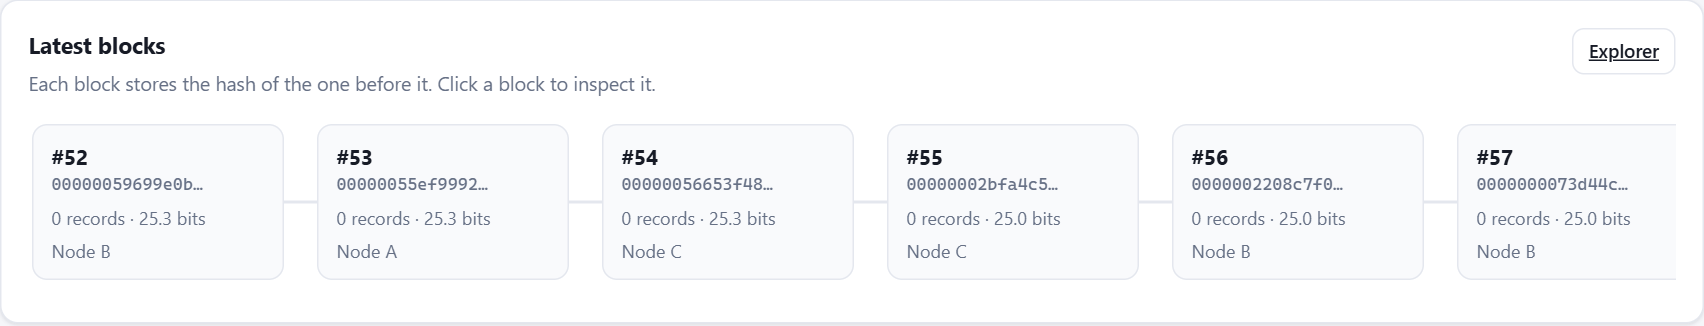 Latest blocks
Explorer
Each block stores the hash of the one before it. Click a block to inspect it.
#52
00000059699e0b…
0 records · 25.3 bits
Node B
#53
00000055ef9992…
0 records · 25.3 bits
Node A
#54
00000056653f48…
0 records · 25.3 bits
Node C
#55
00000002bfa4c5…
0 records · 25.0 bits
Node C
#56
0000002208c7f0…
0 records · 25.0 bits
Node B
#57
0000000073d44c…
0 records · 25.0 bits
Node B